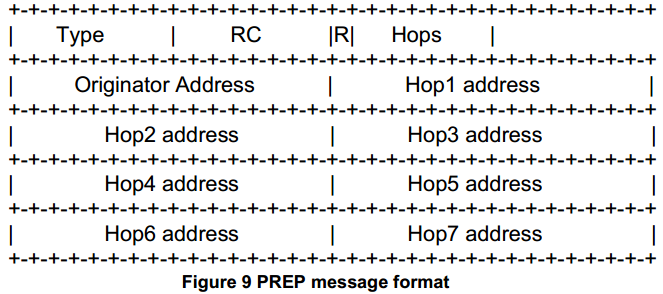 +-+-+-+-+-+-+-+-+-+-+-+-+-+-+-+-+-+-+-+-+-+-+-+-+-+-+-+-+-+-+-+-+
| Type | RC |R| Hops |
+-+-+-+-+-+-+-+-+-+-+-+-+-+-+-+-+-+-+-+-+-+-+-+-+-+-+-+-+-+-+-+-+
| Originator Address | Hop1 address |
+-+-+-+-+-+-+-+-+-+-+-+-+-+-+-+-+-+-+-+-+-+-+-+-+-+-+-+-+-+-+-+-+
| Hop2 address | Hop3 address |
+-+-+-+-+-+-+-+-+-+-+-+-+-+-+-+-+-+-+-+-+-+-+-+-+-+-+-+-+-+-+-+-+
| Hop4 address | Hop5 address |
+-+-+-+-+-+-+-+-+-+-+-+-+-+-+-+-+-+-+-+-+-+-+-+-+-+-+-+-+-+-+-+-+
| Hop6 address | Hop7 address |
+-+-+-+-+-+-+-+-+-+-+-+-+-+-+-+-+-+-+-+-+-+-+-+-+-+-+-+-+-+-+-+-+
Figure 9 PREP message format